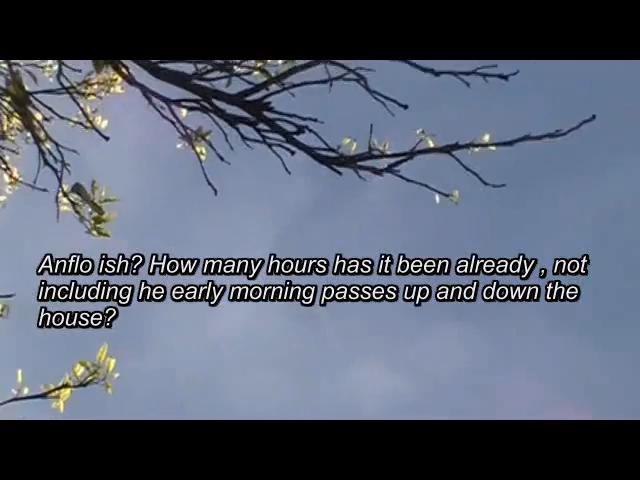 Anflo ish? How many hours has it been already , not
including he early morning passes up and down the
house?